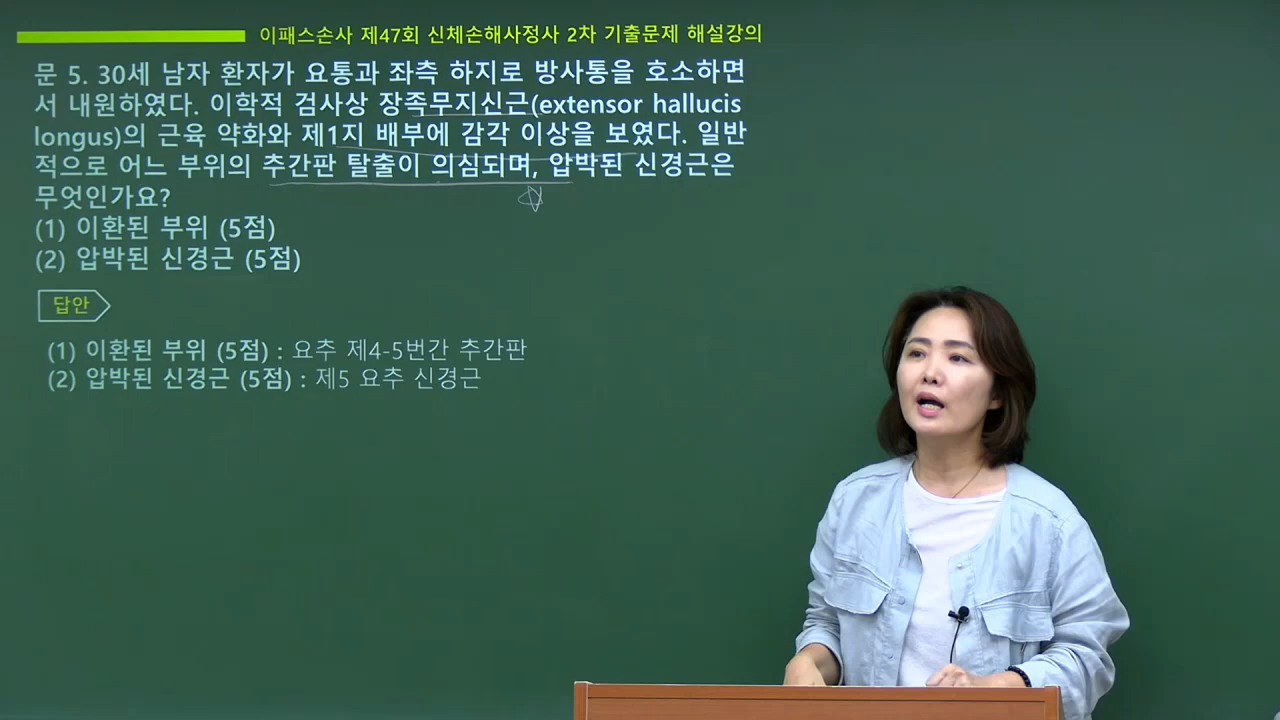 이패스손사 제47회 신체손해사정사 2차 기출문제 해설강의
문 5. 30세 남자 환자가 요통과 좌측 하지로 방사통을 호소하면
서 내원하였다. 이학적 검사상 장족무지신근(extensor hallucis
longus)의 근육 약화와 제1지 배부에 감각 이상을 보였다. 일반
적으로 어느 부위의 추간판 탈출이 의심되며, 압박된 신경근은
무엇인가요?
(1) 이환된 부위 (5점)
(2) 압박된 신경근 (5점)
답안
(1) 이환된 부위 (5점) : 요추 제4-5번간 추간판
(2) 압박된 신경근 (5점) : 제5 요추 신경근